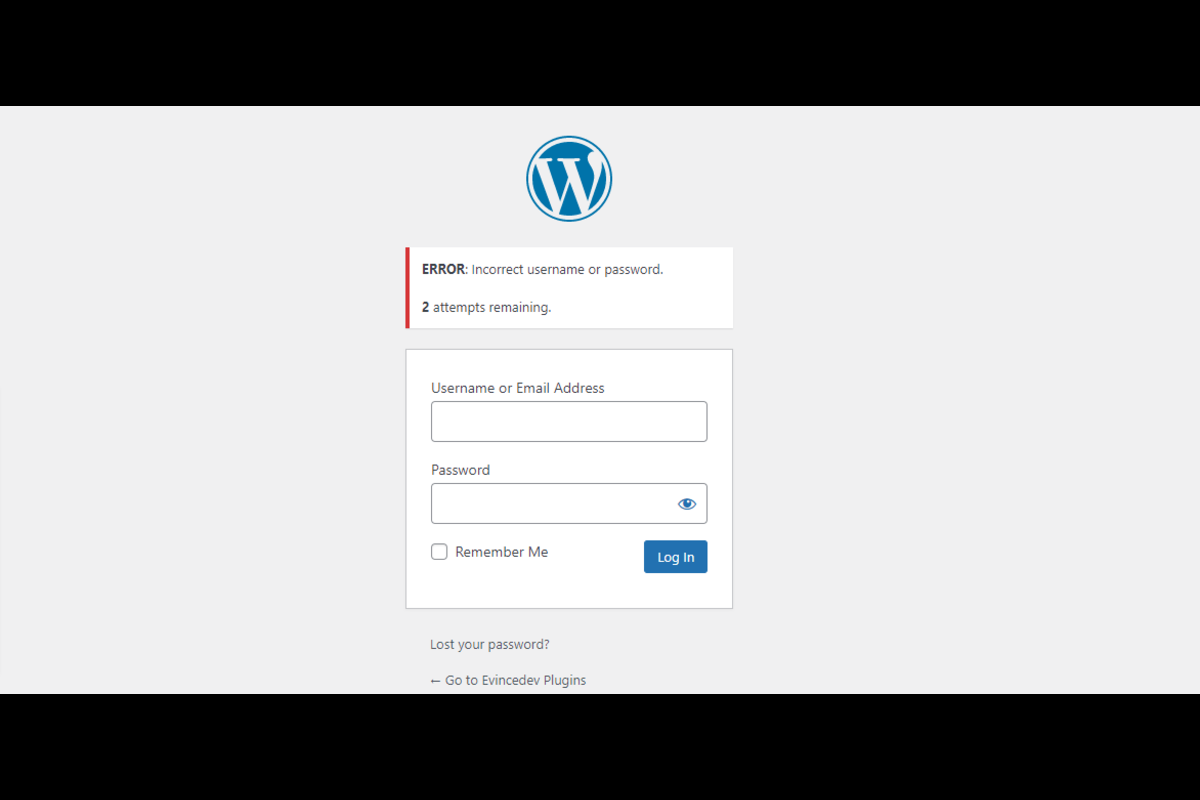 ERROR: Incorrect username or password.
2 attempts remaining.
Username or Email Address
Password
Remember Me
Log In
Lost your password?
← Go to Evincedev Plugins